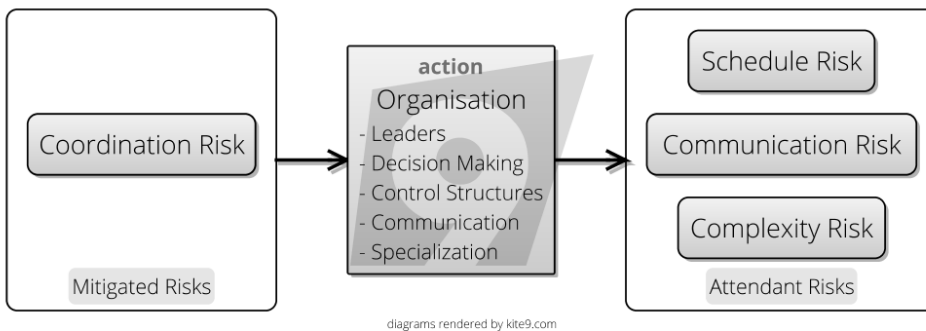 Coordination Risk
Mitigated Risks
action
Organisation
- Leaders
- Decision Making
- Control Structures
- Communication
- Specialization
Schedule Risk
Communication Risk
Complexity Risk
Attendant Risks
diagrams rendered by kite9.com